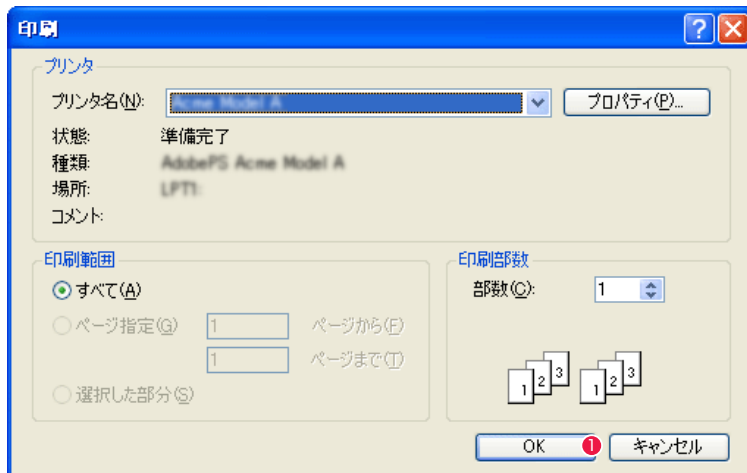 印刷
プリンタ
プリンタ名(N): Acme Model A プロパティ(P)...
状態: 準備完了
種類: AdobePS Acme Model A
場所: LPT1:
コメント:
印刷範囲
すべて(A)
ページ指定(G) 1 ページから(F)
1 ページまで(T)
選択した部分(S)
印刷部数
部数(C): 1
1 2 3 1 2 3
OK 1 キャンセル